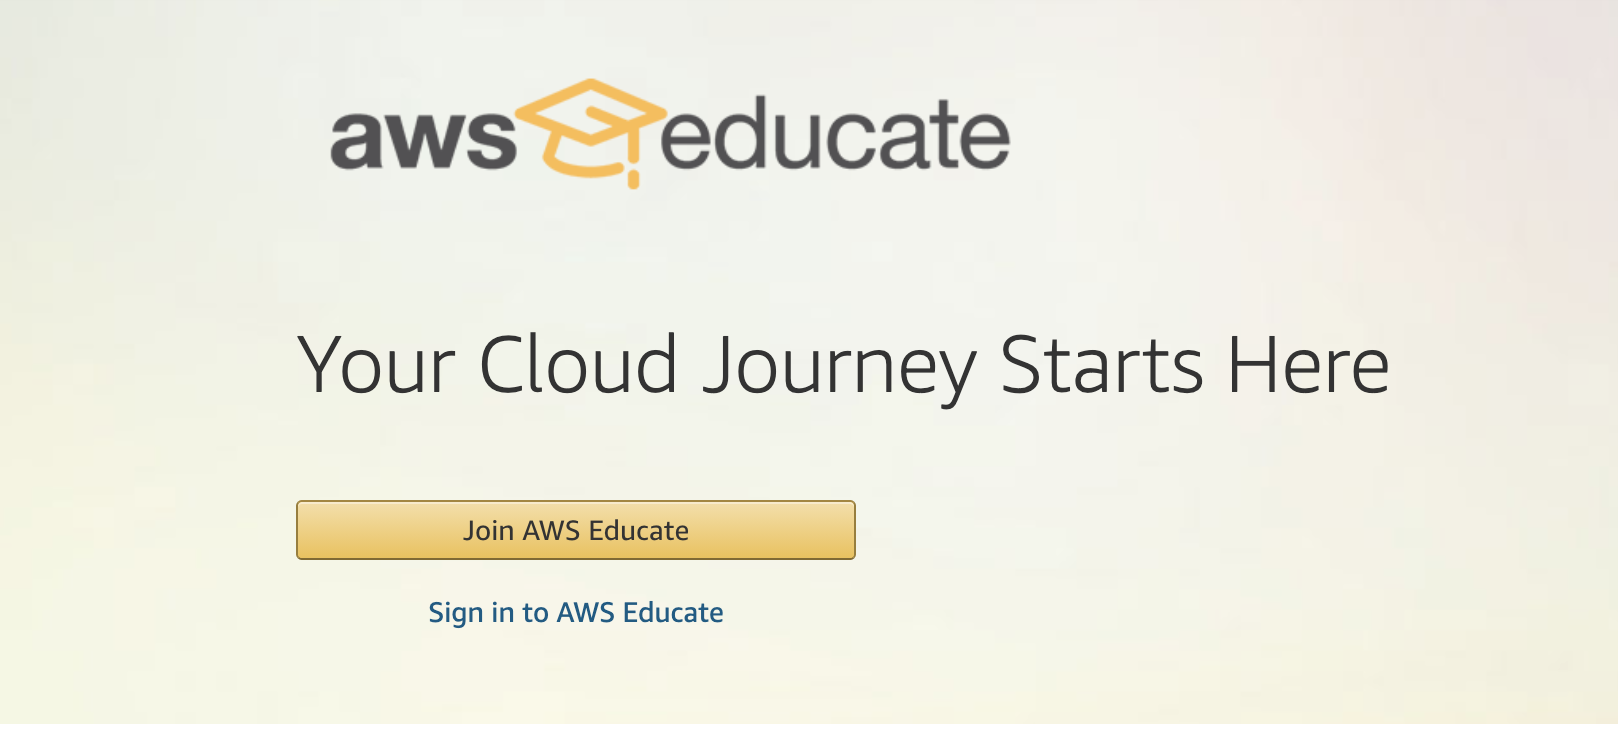 aws educate
Your Cloud Journey Starts Here
Join AWS Educate
Sign in to AWS Educate